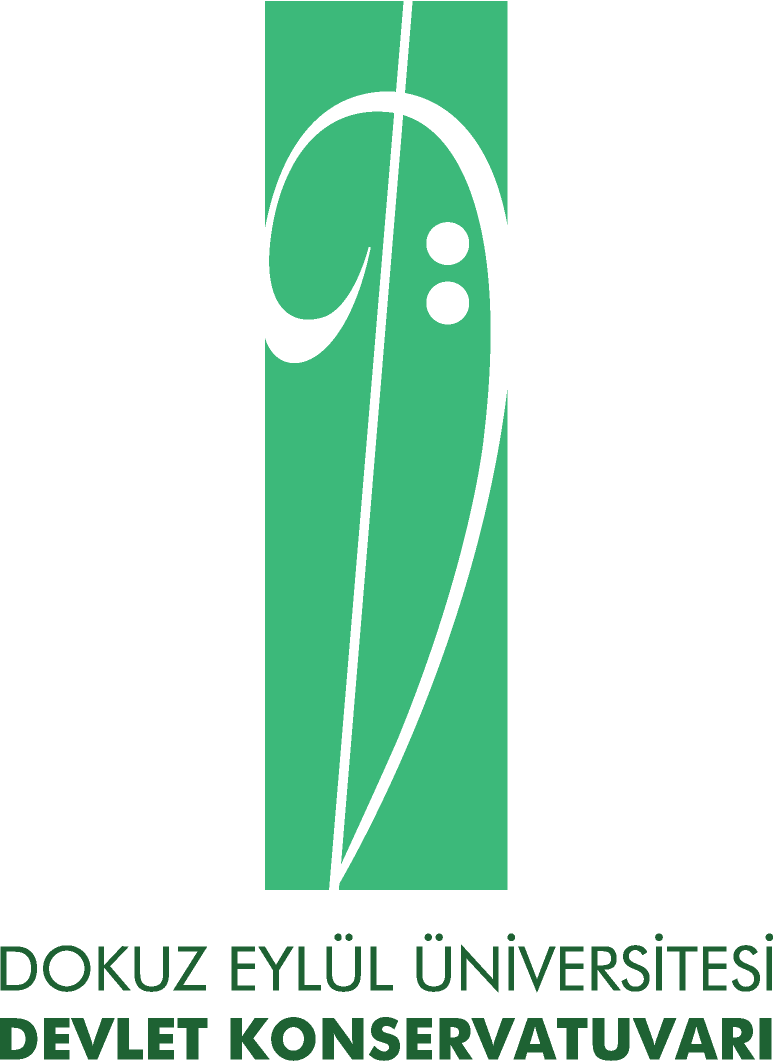 DOKUZ EYLÜL ÜNİVERSİTESİ
DEVLET KONSERVATUVARI